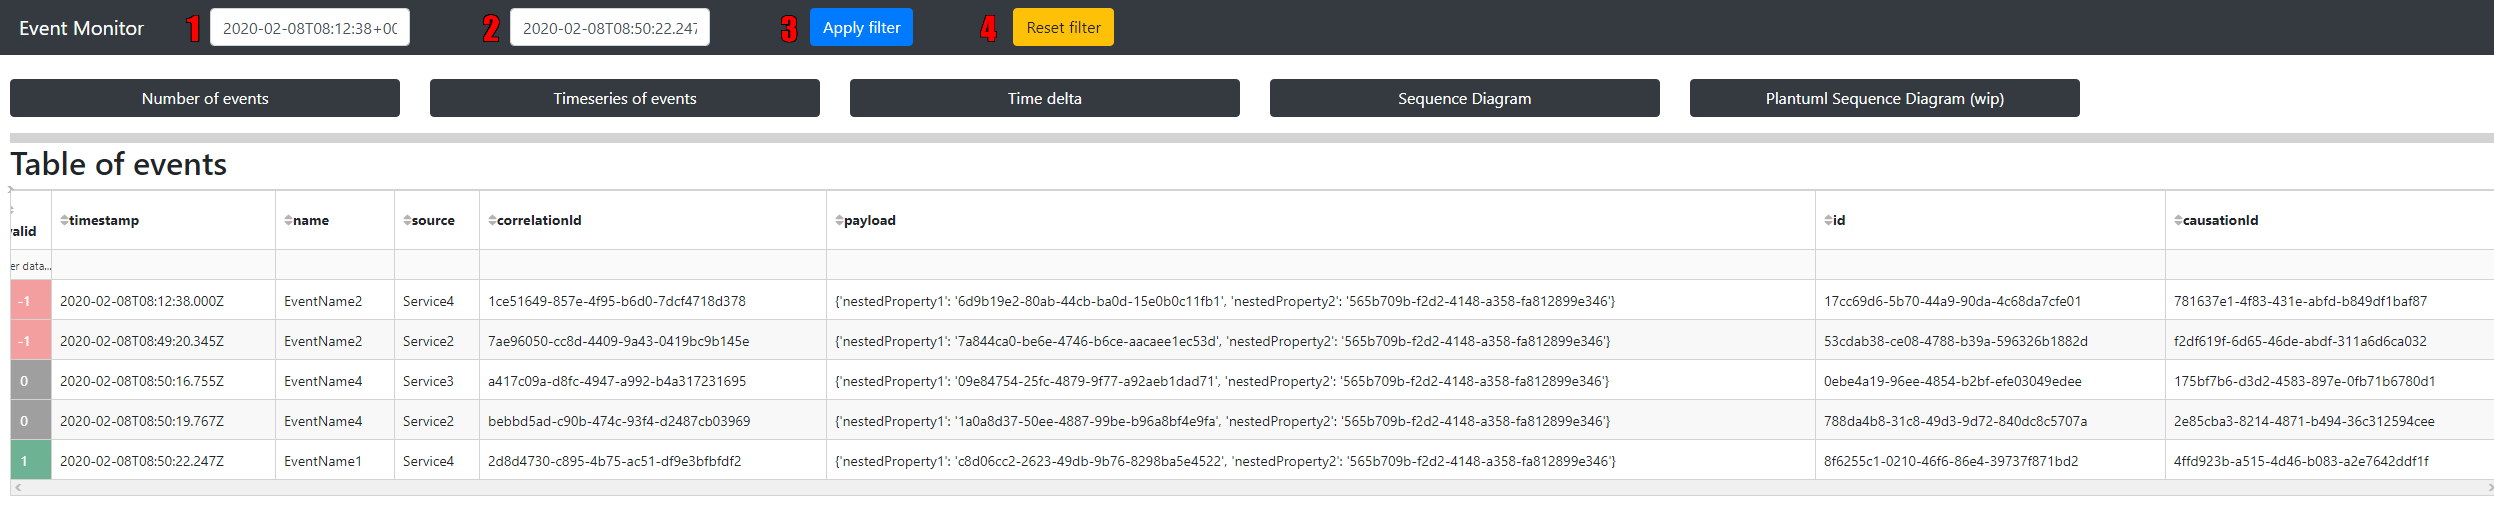 Event Monitor 1 2020-02-08T08:12:38+00 2 2020-02-08T08:50:22.247 3 Apply filter 4 Reset filter
Number of events Timeseries of events Time delta Sequence Diagram Plantuml Sequence Diagram (wip)
Table of events
valid timestamp name source correlationId payload id causationId
er data...
-1 2020-02-08T08:12:38.000Z EventName2 Service4 1ce51649-857e-4f95-b6d0-7dcf4718d378 {'nestedProperty1': '6d9b19e2-80ab-44cb-ba0d-15e0b0c11fb1', 'nestedProperty2': '565b709b-f2d2-4148-a358-fa812899e346'} 17cc69d6-5b70-44a9-90da-4c68da7cfe01 781637e1-4f83-431e-abfd-b849df1baf87
-1 2020-02-08T08:49:20.345Z EventName2 Service2 7ae96050-cc8d-4409-9a43-0419bc9b145e {'nestedProperty1': '7a844ca0-be6e-4746-b6ce-aacaee1ec53d', 'nestedProperty2': '565b709b-f2d2-4148-a358-fa812899e346'} 53cdab38-ce08-4788-b39a-596326b1882d f2df619f-6d65-46de-abdf-311a6d6ca032
0 2020-02-08T08:50:16.755Z EventName4 Service3 a417c09a-d8fc-4947-a992-b4a317231695 {'nestedProperty1': '09e84754-25fc-4879-9f77-a92aeb1dad71', 'nestedProperty2': '565b709b-f2d2-4148-a358-fa812899e346'} 0ebe4a19-96ee-4854-b2bf-efe03049edee 175bf7b6-d3d2-4583-897e-0fb71b6780d1
0 2020-02-08T08:50:19.767Z EventName4 Service2 bebbd5ad-c90b-474c-93f4-d2487cb03969 {'nestedProperty1': '1a0a8d37-50ee-4887-99be-b96a8bf4e9fa', 'nestedProperty2': '565b709b-f2d2-4148-a358-fa812899e346'} 788da4b8-31c8-49d3-9d72-840dc8c5707a 2e85cba3-8214-4871-b494-36c312594cee
1 2020-02-08T08:50:22.247Z EventName1 Service4 2d8d4730-c895-4b75-ac51-df9e3bfbfdf2 {'nestedProperty1': 'c8d06cc2-2623-49db-9b76-8298ba5e4522', 'nestedProperty2': '565b709b-f2d2-4148-a358-fa812899e346'} 8f6255c1-0210-46f6-86e4-39737f871bd2 4ffd923b-a515-4d46-b083-a2e7642ddf1f